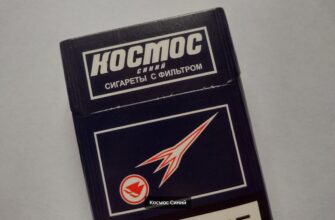 КОСМОС
СИНИЙ
СИГАРЕТЫ С ФИЛЬТРОМ
Космос Синий